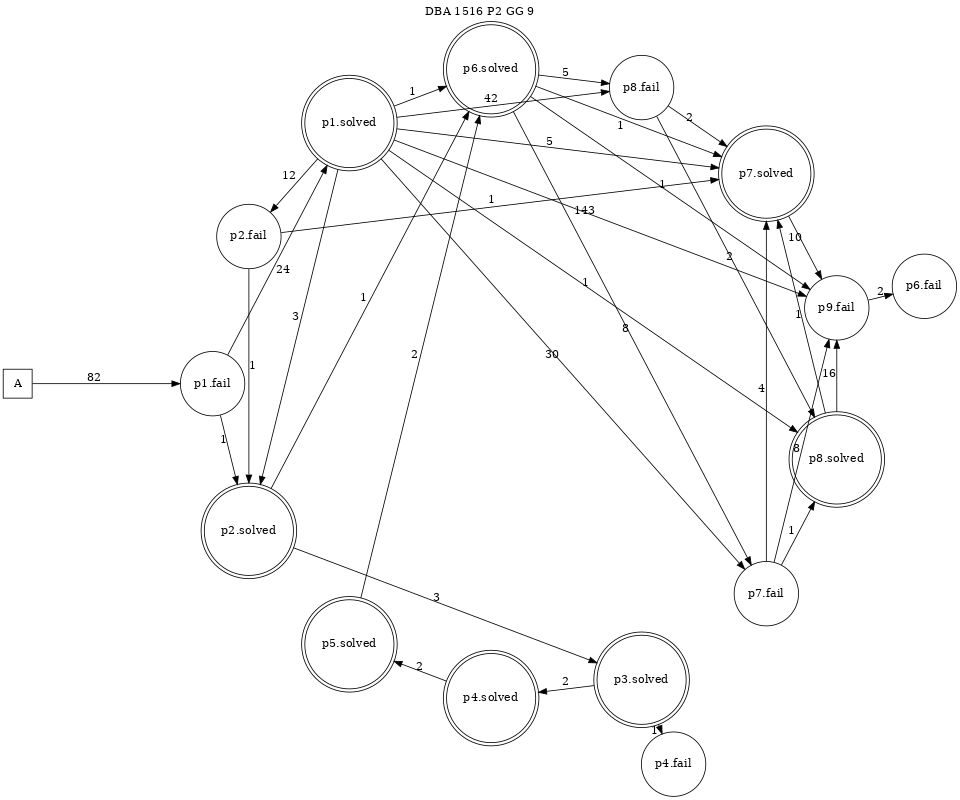 DBA 1516 P2 GG 9
p6.solved
5
p8.fail
1
42
p1.solved
1
2
5
p7.solved
12
1
1
143
p2.fail
10
2
24
2
1
p6.fail
1
3
1
p9.fail
8
2
30
1
16
A
82
p1.fail
4
1
8
p8.solved
p2.solved
1
p7.fail
3
p5.solved
2
2
p3.solved
p4.solved
1
p4.fail